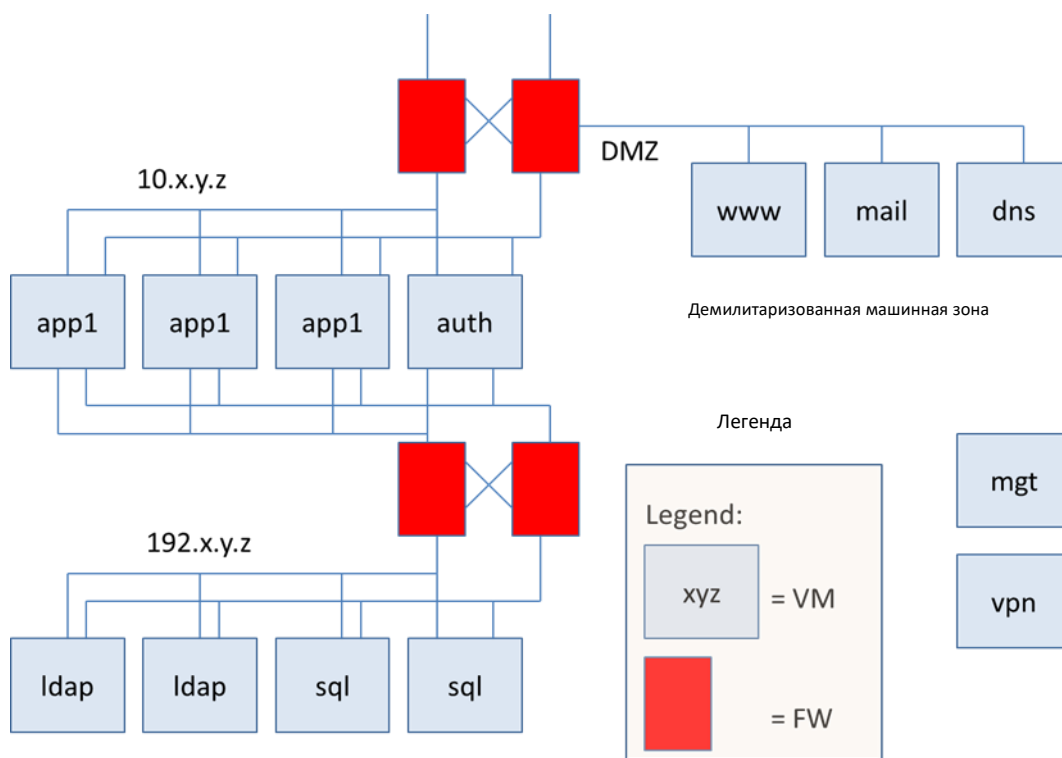 DMZ
10.x.y.z
www
mail
dns
app1
app1
app1
auth
Демилитаризованная машинная зона
Легенда
mgt
Legend:
192.x.y.z
xyz
= VM
vpn
ldap
ldap
sql
sql
= FW